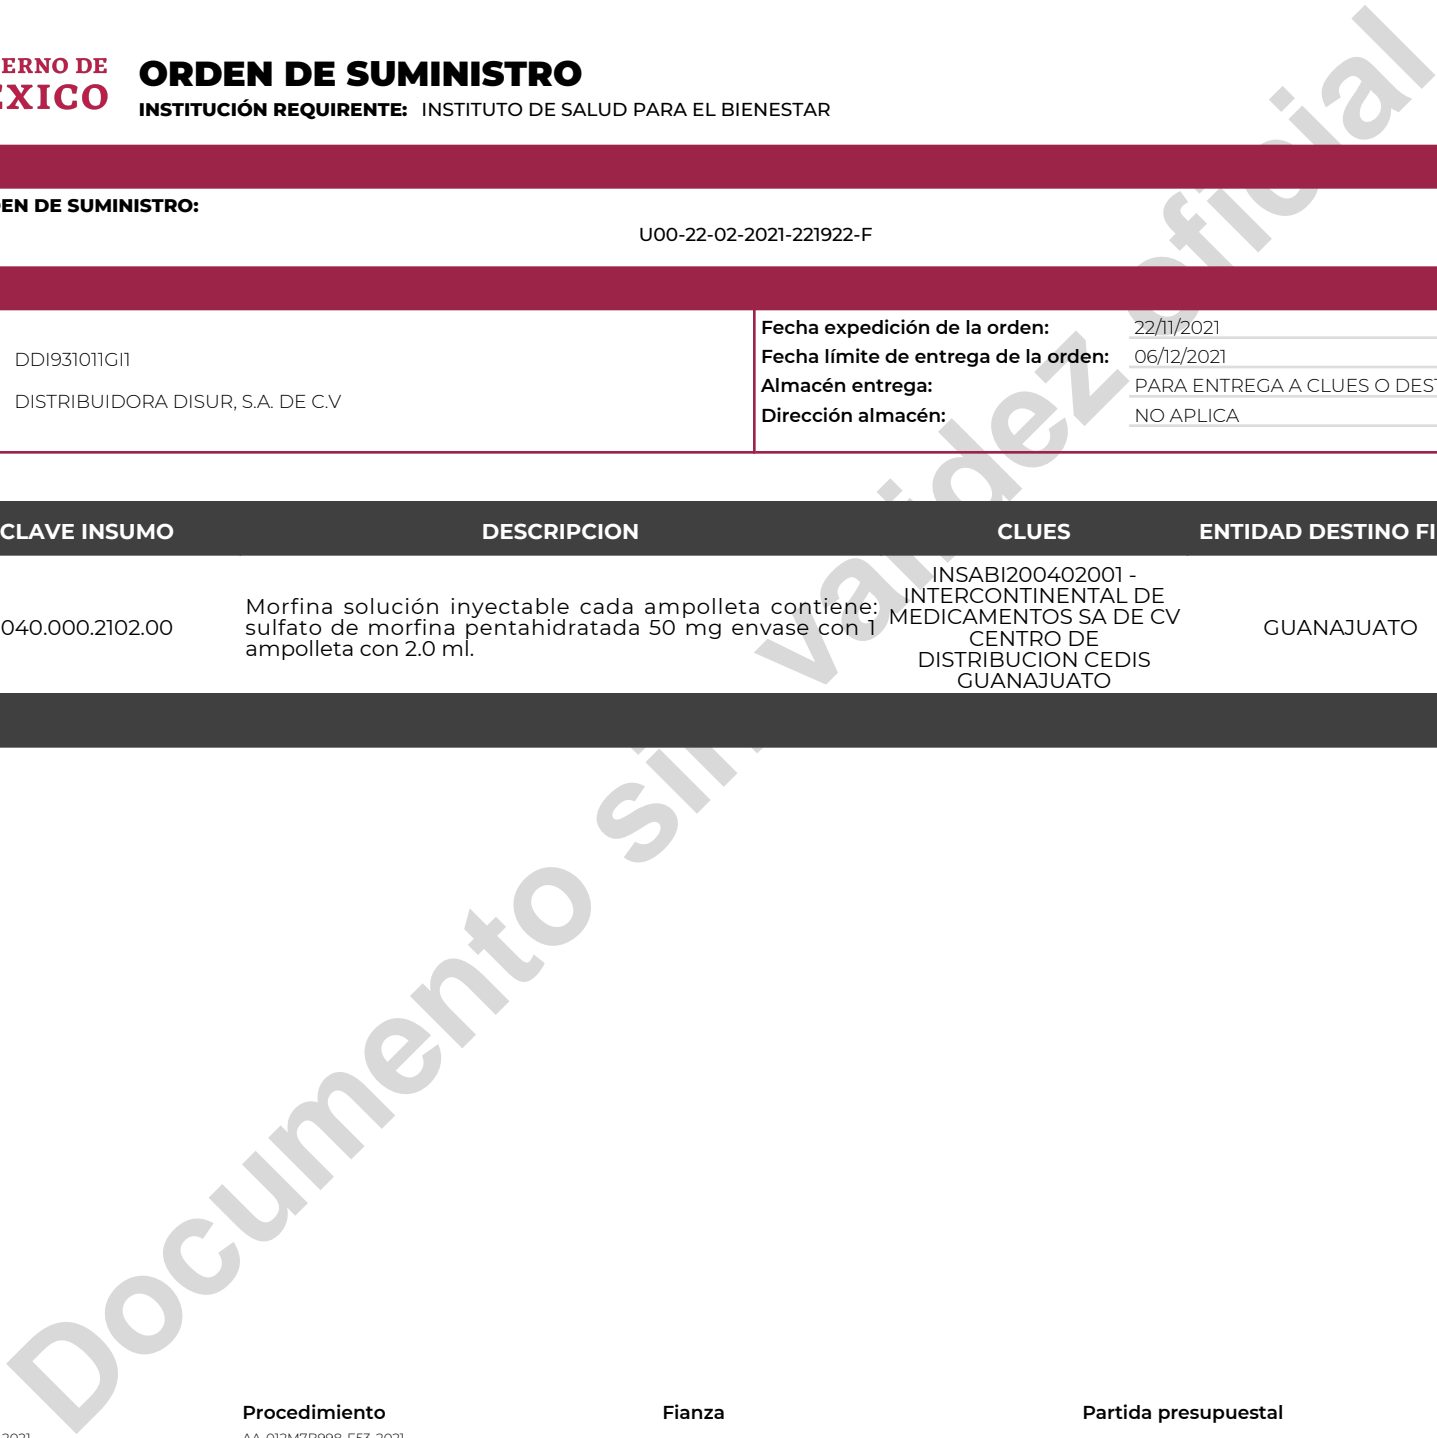 ERNO DE
EXICO
ORDEN DE SUMINISTRO
INSTITUCIÓN REQUIRENTE: INSTITUTO DE SALUD PARA EL BIENESTAR
EN DE SUMINISTRO:
U00-22-02-2021-221922-F
DDI931011GI1
DISTRIBUIDORA DISUR, S.A. DE C.V
Fecha expedición de la orden: 22/11/2021
Fecha límite de entrega de la orden: 06/12/2021
Almacén entrega: PARA ENTREGA A CLUES O DEST
Dirección almacén: NO APLICA
CLAVE INSUMO DESCRIPCION CLUES ENTIDAD DESTINO FI
040.000.2102.00
Morfina solución inyectable cada ampolleta contiene:
sulfato de morfina pentahidratada 50 mg envase con 1
ampolleta con 2.0 ml.
INSABI200402001 -
INTERCONTINENTAL DE
MEDICAMENTOS SA DE CV
CENTRO DE
DISTRIBUCION CEDIS
GUANAJUATO
GUANAJUATO
Documento sin validez oficial
Procedimiento Fianza Partida presupuestal